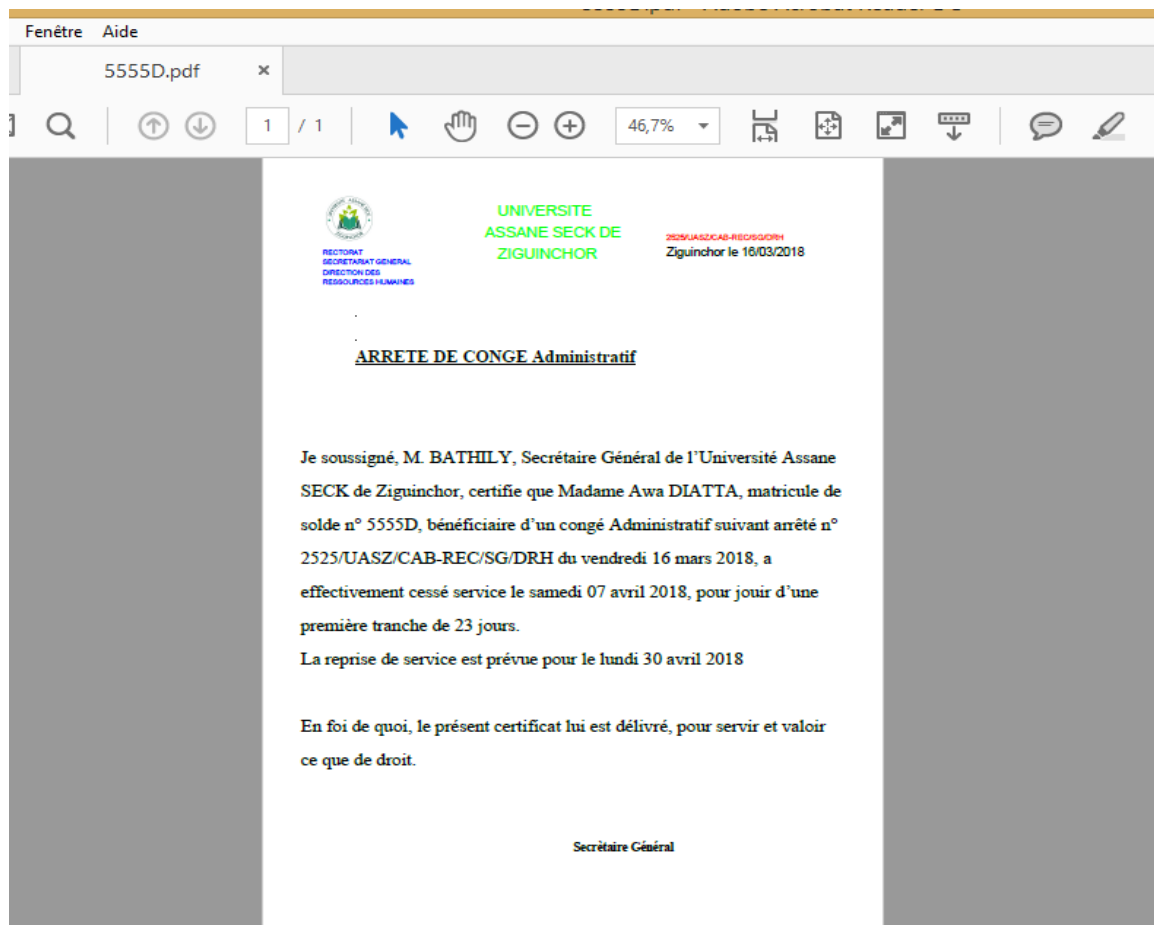 Fenêtre Aide
5555D.pdf ×
1 / 1 46,7%
UNIVERSITE
ASSANE SECK DE
ZIGUINCHOR
2525/UASZ/CAB-REC/SG/DRH
Ziguinchor le 16/03/2018
RECTORAT
SECRETARIAT GENERAL
DIRECTION DES
RESSOURCES HUMAINES
.
.
ARRETE DE CONGE Administratif
Je soussigné, M. BATHILY, Secrétaire Général de l’Université Assane
SECK de Ziguinchor, certifie que Madame Awa DIATTA, matricule de
solde n° 5555D, bénéficiaire d’un congé Administratif suivant arrêté n°
2525/UASZ/CAB-REC/SG/DRH du vendredi 16 mars 2018, a
effectivement cessé service le samedi 07 avril 2018, pour jouir d’une
première tranche de 23 jours.
La reprise de service est prévue pour le lundi 30 avril 2018
En foi de quoi, le présent certificat lui est délivré, pour servir et valoir
ce que de droit.
Secrètaire Général